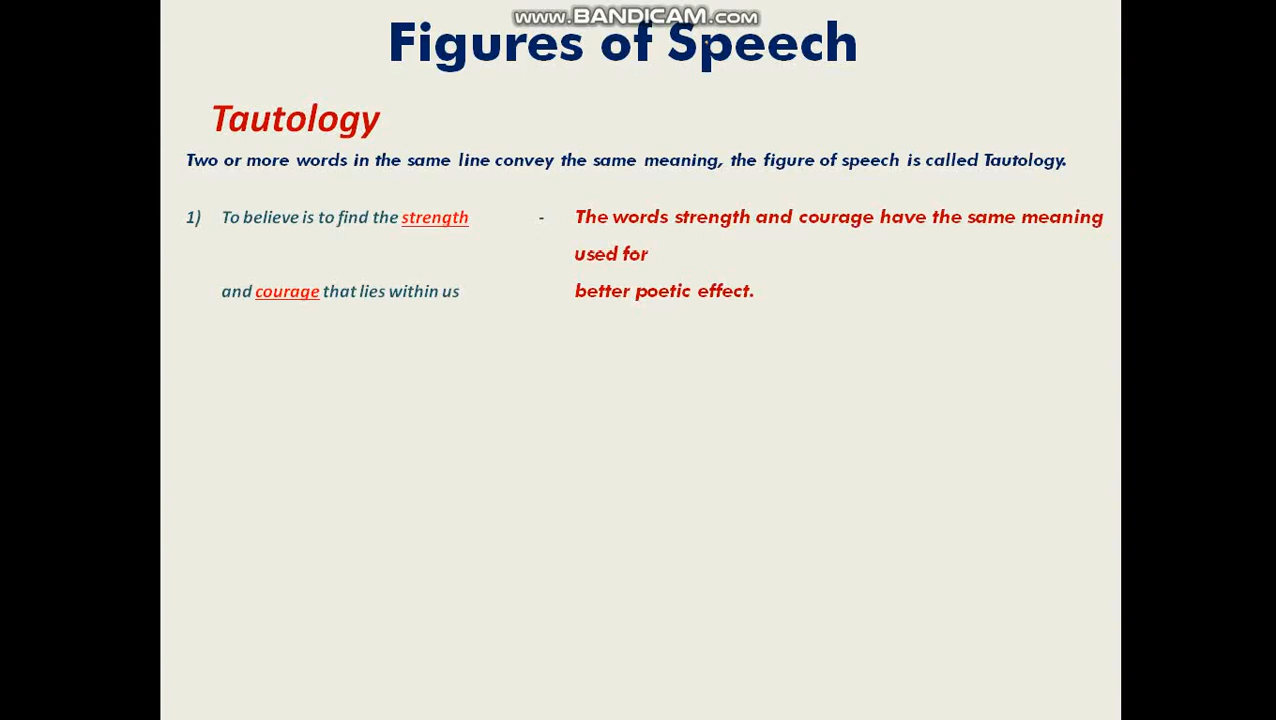 www.BANDICAM.com
Figures of Speech
Tautology
Two or more words in the same line convey the same meaning, the figure of speech is called Tautology.
1) To believe is to find the strength - The words strength and courage have the same meaning
used for
and courage that lies within us better poetic effect.